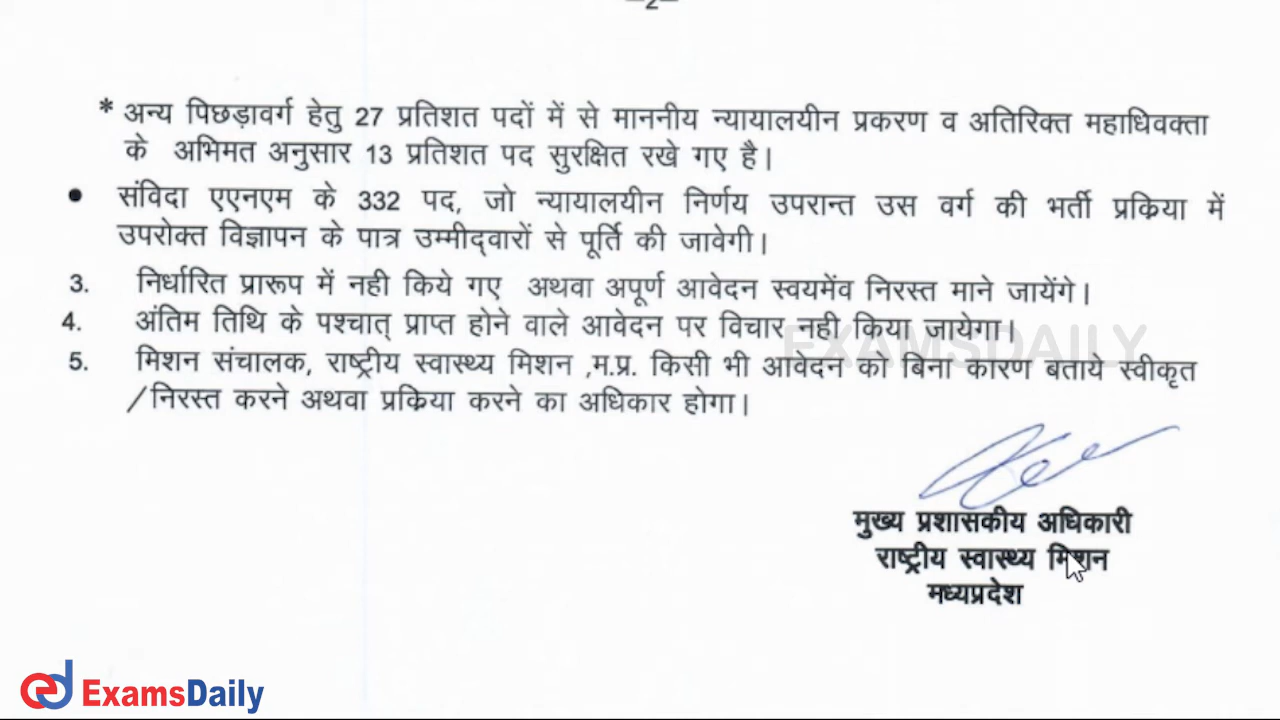 —2—
* अन्य पिछड़ावर्ग हेतु 27 प्रतिशत पदों में से माननीय न्यायालयीन प्रकरण व अतिरिक्त महाधिवक्ता
के अभिमत अनुसार 13 प्रतिशत पद सुरक्षित रखे गए है।
• संविदा एएनएम के 332 पद, जो न्यायालयीन निर्णय उपरान्त उस वर्ग की भर्ती प्रक्रिया में
उपरोक्त विज्ञापन के पात्र उम्मीद्वारों से पूर्ति की जावेगी।
3. निर्धारित प्रारूप में नही किये गए अथवा अपूर्ण आवेदन स्वयमेंव निरस्त माने जायेंगे।
4. अंतिम तिथि के पश्चात् प्राप्त होने वाले आवेदन पर विचार नही किया जायेगा।
EXAMSDAILY
5. मिशन संचालक, राष्ट्रीय स्वास्थ्य मिशन ,म.प्र. किसी भी आवेदन को बिना कारण बताये स्वीकृत
/निरस्त करने अथवा प्रक्रिया करने का अधिकार होगा।
मुख्य प्रशासकीय अधिकारी
राष्ट्रीय स्वास्थ्य मिशन
मध्यप्रदेश
ExamsDaily